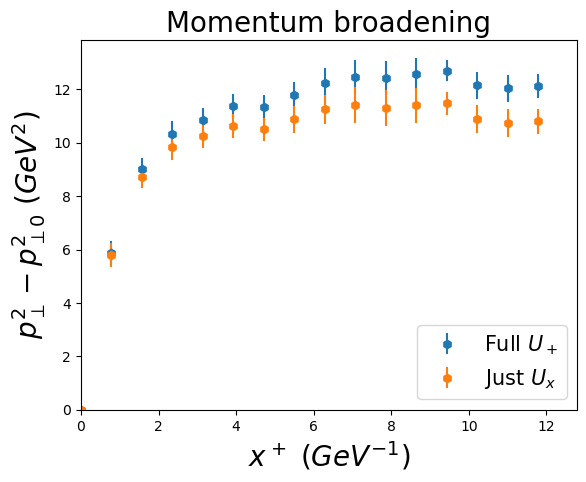 Momentum broadening
p²⊥ − p²⊥0 (GeV²)
12
10
8
6
4
2
0
0 2 4 6 8 10 12
x⁺ (GeV⁻¹)
Full U₊
Just Uₓ